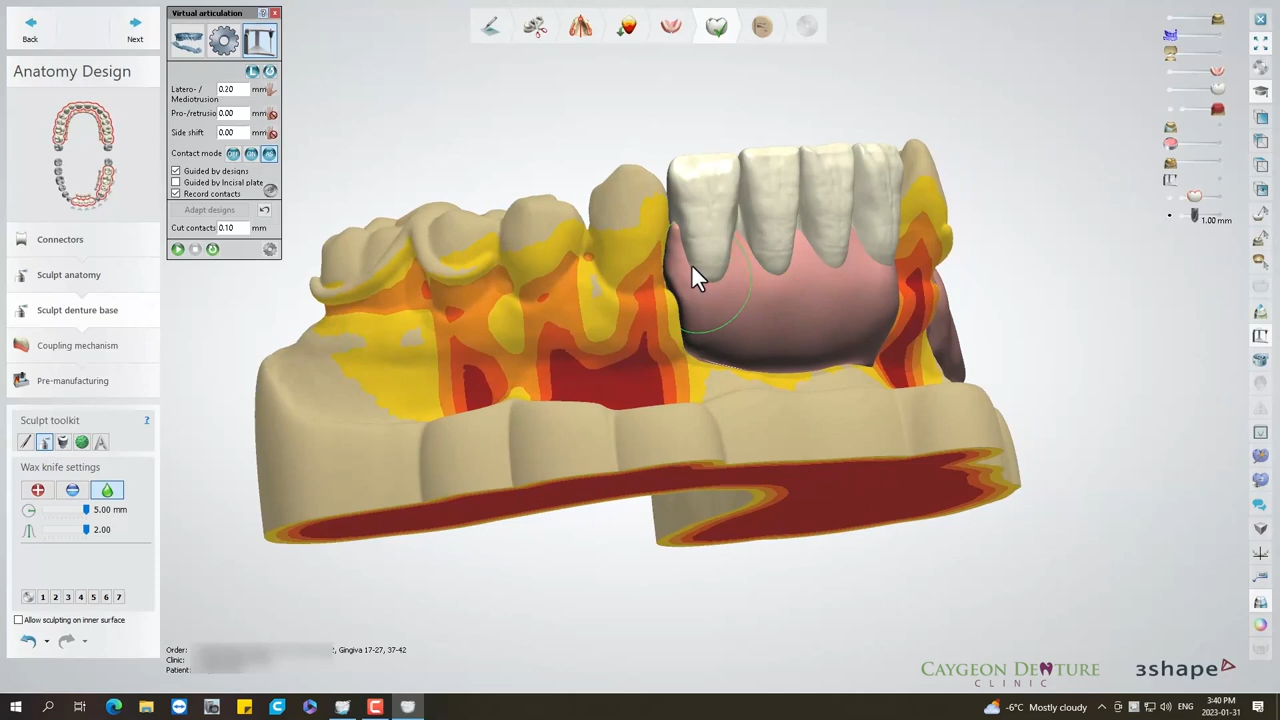 Back
Next
Anatomy Design
Connectors
Sculpt anatomy
Sculpt denture base
Coupling mechanism
Pre-manufacturing
Sculpt toolkit
?
Wax knife settings
5.00 mm
2.00
1 2 3 4 5 6 7
Allow sculpting on inner surface
Virtual articulation
?
Latero- /
Mediotrusion
0.20 mm
Pro-/retrusio 0.00 mm
Side shift 0.00 mm
Contact mode OFF ON
Guided by designs
Guided by Incisal plate
Record contacts
Adapt designs
Cut contacts 0.10 mm
1.00 mm
Order: , Gingiva 17-27, 37-42
Clinic:
Patient:
CAYGEON DENTURE
CLINIC
3shape
-6°C Mostly cloudy
ENG
3:40 PM
2023-01-31